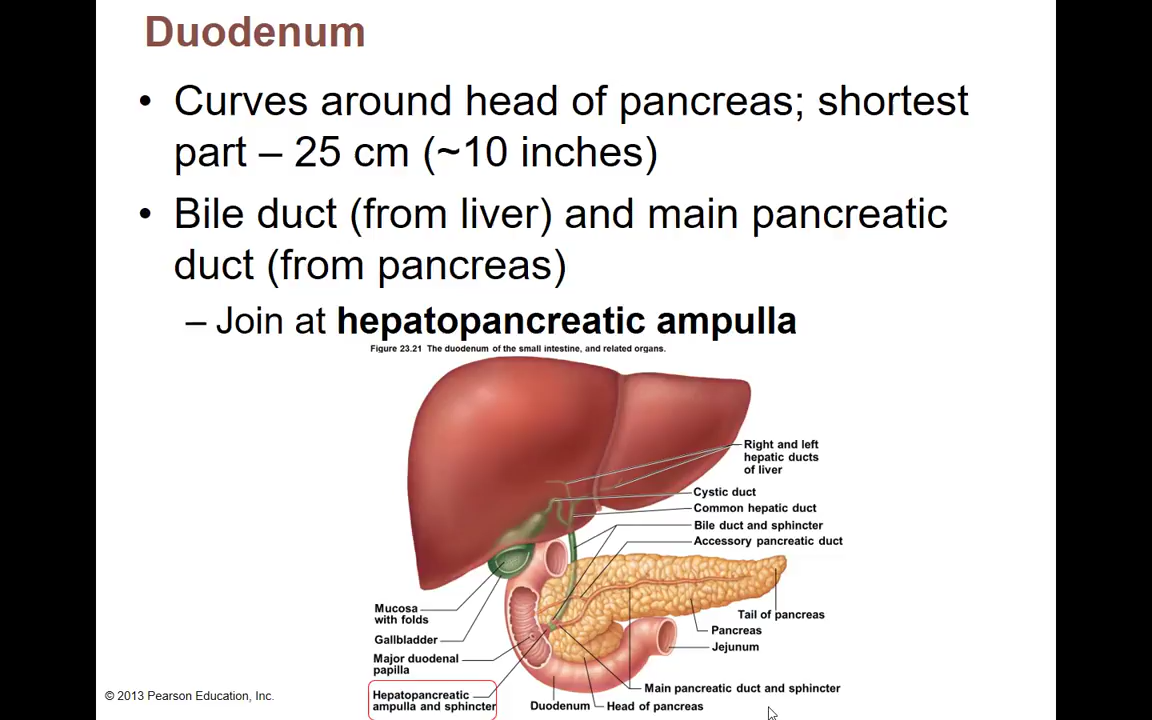 Duodenum
• Curves around head of pancreas; shortest
part – 25 cm (~10 inches)
• Bile duct (from liver) and main pancreatic
duct (from pancreas)
– Join at hepatopancreatic ampulla
Figure 23.21 The duodenum of the small intestine, and related organs.
Right and left
hepatic ducts
of liver
Cystic duct
Common hepatic duct
Bile duct and sphincter
Accessory pancreatic duct
Mucosa
with folds
Gallbladder
Major duodenal
papilla
Hepatopancreatic
ampulla and sphincter
Tail of pancreas
Pancreas
Jejunum
Main pancreatic duct and sphincter
Duodenum
Head of pancreas
© 2013 Pearson Education, Inc.